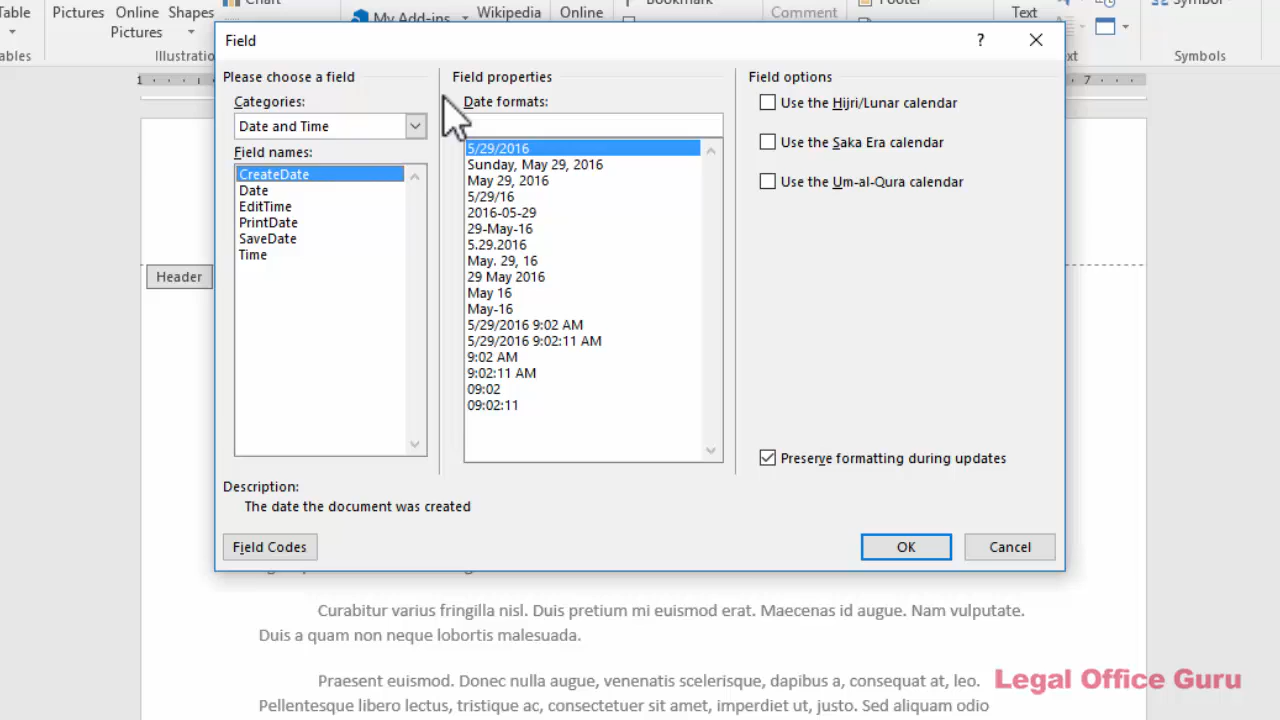 Table
Pictures
Online
Pictures
Shapes
My Add-ins
Wikipedia
Online
Comment
Text
Illustratio
Symbols
1
7
Field
?
Please choose a field
Categories:
Date and Time
Field names:
CreateDate
Date
EditTime
PrintDate
SaveDate
Time
Field properties
Date formats:
5/29/2016
Sunday, May 29, 2016
May 29, 2016
5/29/16
2016-05-29
29-May-16
5.29.2016
May. 29, 16
29 May 2016
May 16
May-16
5/29/2016 9:02 AM
5/29/2016 9:02:11 AM
9:02 AM
9:02:11 AM
09:02
09:02:11
Field options
Use the Hijri/Lunar calendar
Use the Saka Era calendar
Use the Um-al-Qura calendar
Preserve formatting during updates
Description:
The date the document was created
Field Codes
OK
Cancel
Header
Curabitur varius fringilla nisl. Duis pretium mi euismod erat. Maecenas id augue. Nam vulputate.
Duis a quam non neque lobortis malesuada.
Praesent euismod. Donec nulla augue, venenatis scelerisque, dapibus a, consequat at, leo.
Pellentesque libero lectus, tristique ac, consectetuer sit amet, imperdiet ut, justo. Sed aliquam odio
Legal Office Guru